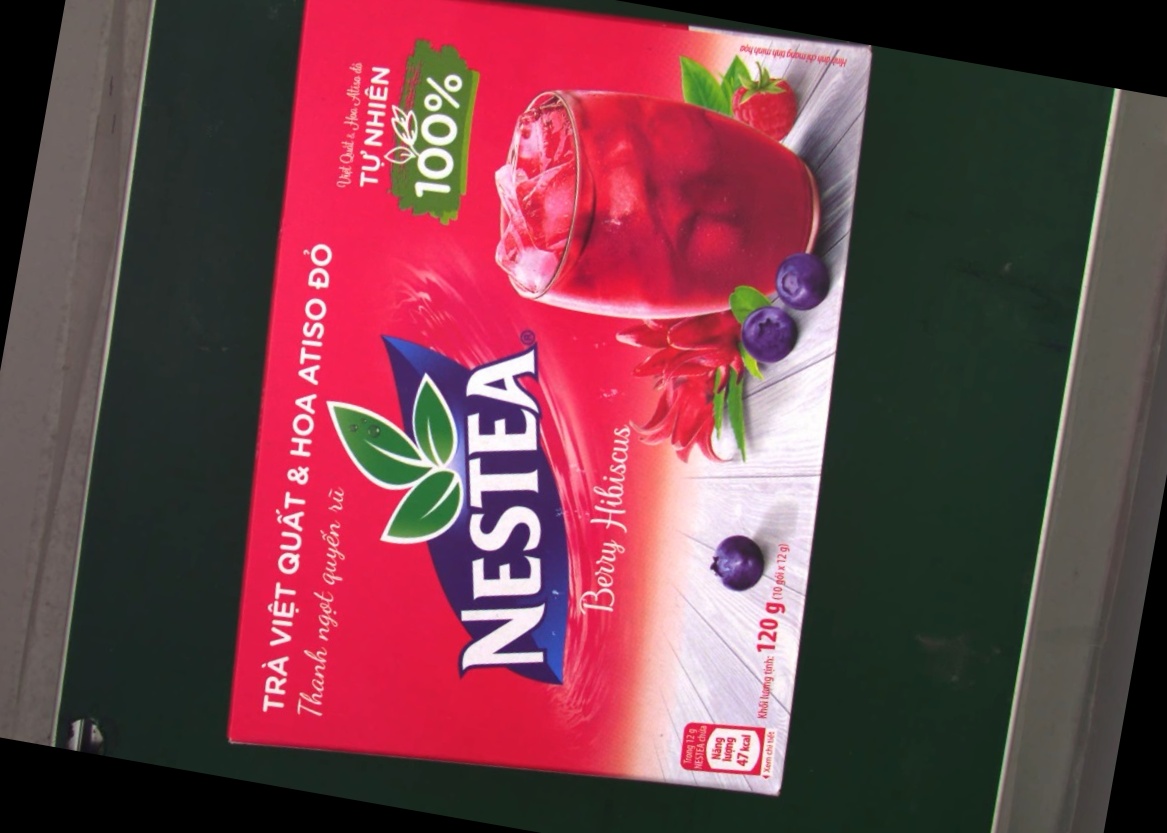 TRÀ VIỆT QUẤT & HOA ATISO ĐỎ
Thanh ngọt quyến rũ
Việt Quất & Hoa Atiso đỏ
TỰ NHIÊN
100%
NESTEA®
Berry Hibiscus
Trong 12 g
NESTEA chứa
Năng
lượng
47 kcal
Xem chi tiết
Khối lượng tịnh: 120 g (10 gói x 12 g)
Hình ảnh chỉ mang tính minh họa